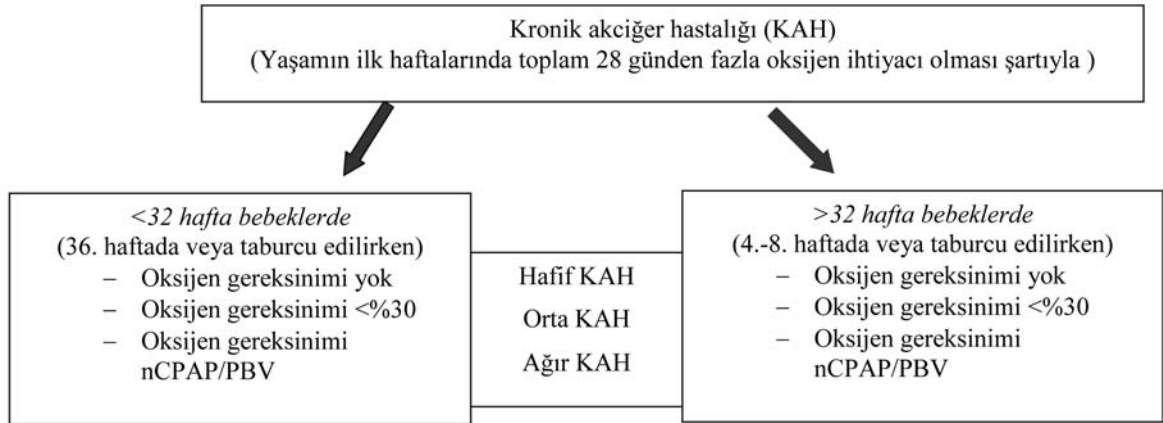 Kronik akciğer hastalığı (KAH)
(Yaşamın ilk haftalarında toplam 28 günden fazla oksijen ihtiyacı olması şartıyla )
<32 hafta bebeklerde
(36. haftada veya taburcu edilirken)
– Oksijen gereksinimi yok
– Oksijen gereksinimi <%30
– Oksijen gereksinimi
nCPAP/PBV
Hafif KAH
Orta KAH
Ağır KAH
>32 hafta bebeklerde
(4.-8. haftada veya taburcu edilirken)
– Oksijen gereksinimi yok
– Oksijen gereksinimi <%30
– Oksijen gereksinimi
nCPAP/PBV